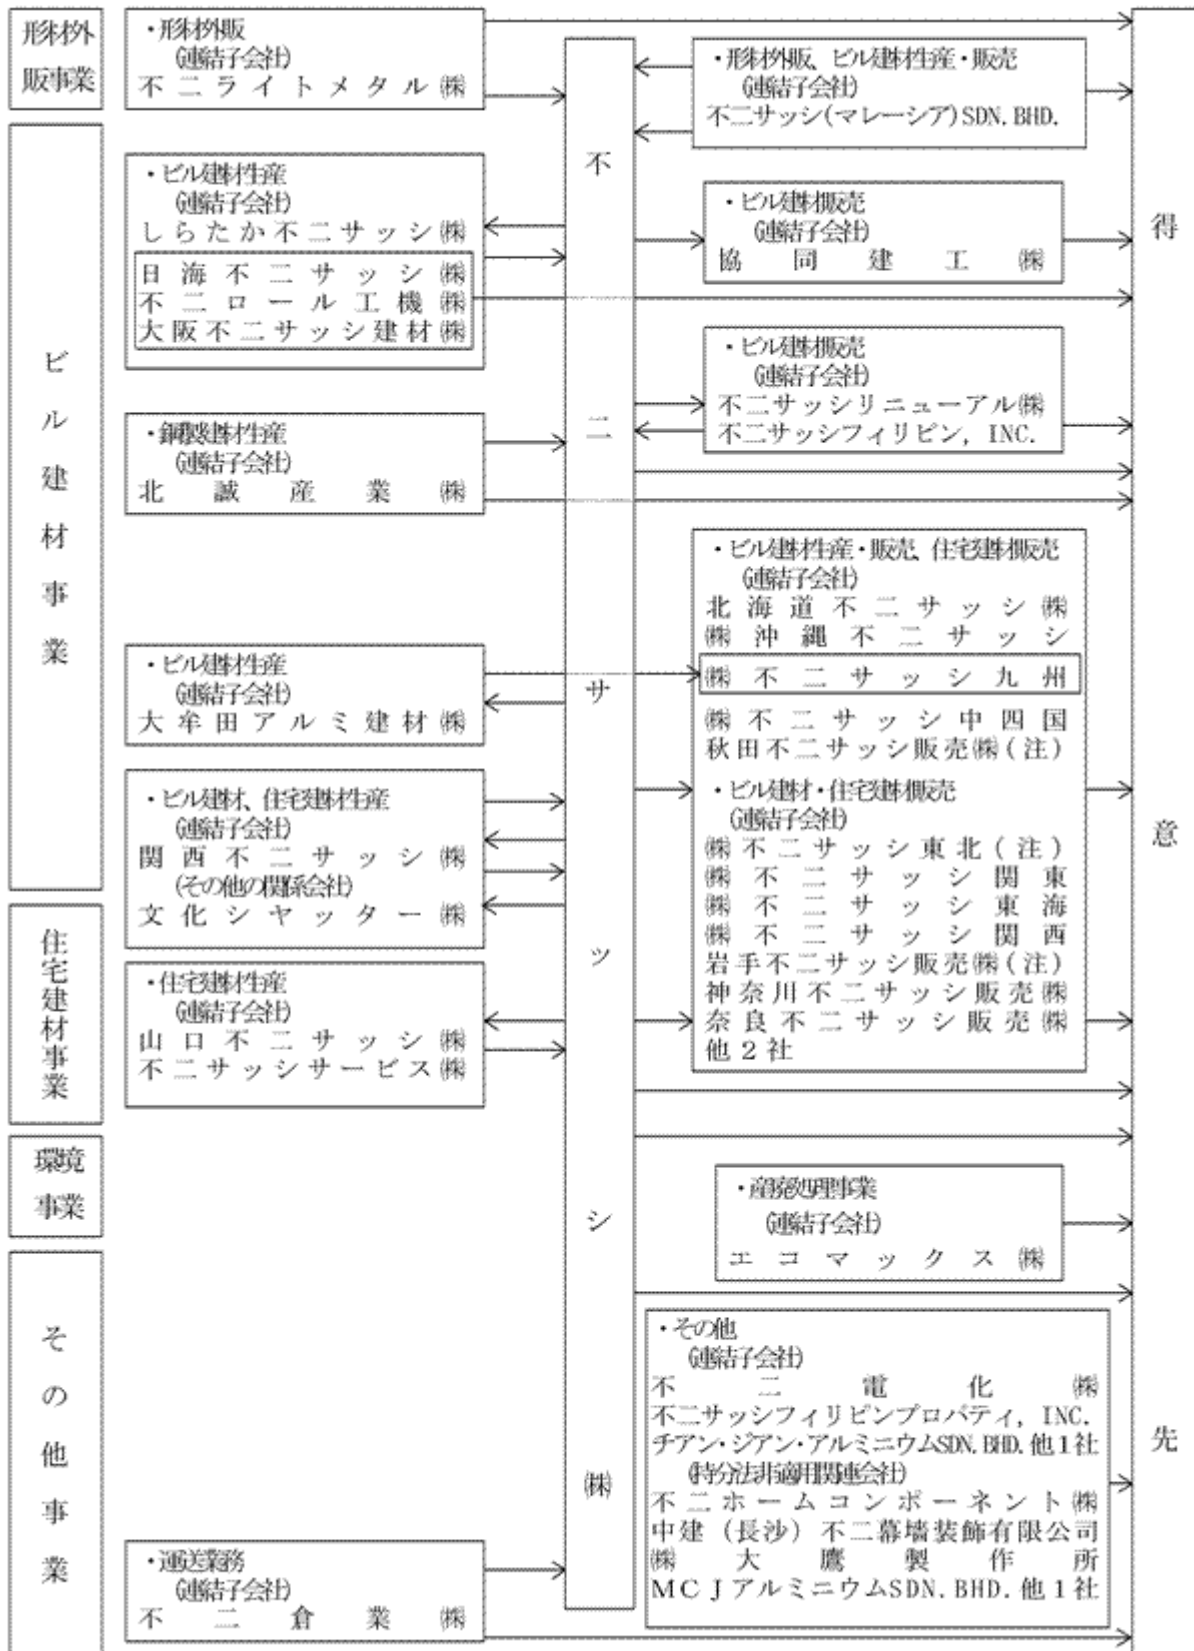 形材外
販事業
・形材外販
(連結子会社)
不二ライトメタル㈱
・形材外販、ビル建材生産・販売
(連結子会社)
不二サッシ(マレーシア)SDN.BHD.
ビル建材事業
・ビル建材生産
(連結子会社)
しらたか不二サッシ㈱
日海不二サッシ㈱
不二ロール工機㈱
大阪不二サッシ建材㈱
・ビル建材販売
(連結子会社)
協同建工㈱
・ビル建材販売
(連結子会社)
不二サッシリニューアル㈱
不二サッシフィリピン, INC.
・鋼製建材生産
(連結子会社)
北誠産業㈱
・ビル建材生産
(連結子会社)
大牟田アルミ建材㈱
・ビル建材、住宅建材生産
(連結子会社)
関西不二サッシ㈱
(その他の関係会社)
文化シヤッター㈱
不二サッシ㈱
・ビル建材生産・販売、住宅建材販売
(連結子会社)
北海道不二サッシ㈱
㈱沖縄不二サッシ
㈱不二サッシ九州
㈱不二サッシ中四国
秋田不二サッシ販売㈱(注)
・ビル建材・住宅建材販売
(連結子会社)
㈱不二サッシ東北(注)
㈱不二サッシ関東
㈱不二サッシ東海
㈱不二サッシ関西
岩手不二サッシ販売㈱(注)
神奈川不二サッシ販売㈱
奈良不二サッシ販売㈱
他2社
得意先
住宅建材事業
・住宅建材生産
(連結子会社)
山口不二サッシ㈱
不二サッシサービス㈱
環境
事業
・産廃処理事業
(連結子会社)
エコマックス㈱
その他事業
・その他
(連結子会社)
不二電化㈱
不二サッシフィリピンプロパティ, INC.
チアン・ジアン・アルミニウムSDN.BHD.他1社
(持分法非適用関連会社)
不二ホームコンポーネント㈱
中建(長沙)不二幕墙装飾有限公司
㈱大鷹製作所
MCJアルミニウムSDN.BHD.他1社
・運送業務
(連結子会社)
不二倉業㈱